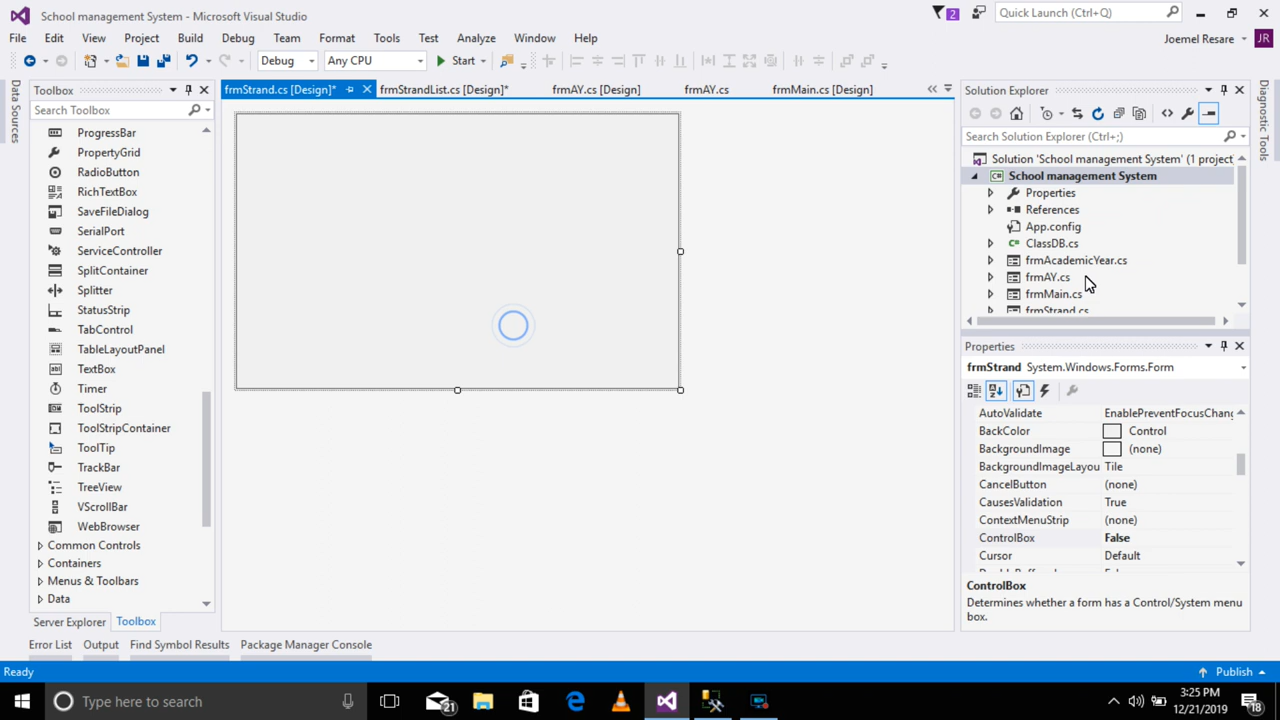 School management System - Microsoft Visual Studio
2
Quick Launch (Ctrl+Q)
File Edit View Project Build Debug Team Format Tools Test Analyze Window Help
Joemel Resare JR
Debug Any CPU Start
Data Sources
Toolbox
Search Toolbox
ProgressBar
PropertyGrid
RadioButton
RichTextBox
SaveFileDialog
SerialPort
ServiceController
SplitContainer
Splitter
StatusStrip
TabControl
TableLayoutPanel
TextBox
Timer
ToolStrip
ToolStripContainer
ToolTip
TrackBar
TreeView
VScrollBar
WebBrowser
Common Controls
Containers
Menus & Toolbars
Data
Server Explorer Toolbox
frmStrand.cs [Design]* frmStrandList.cs [Design]* frmAY.cs [Design] frmAY.cs frmMain.cs [Design]
Solution Explorer
Search Solution Explorer (Ctrl+;)
Solution 'School management System' (1 project
School management System
Properties
References
App.config
ClassDB.cs
frmAcademicYear.cs
frmAY.cs
frmMain.cs
frmStrand.cs
Diagnostic Tools
Properties
frmStrand System.Windows.Forms.Form
AutoValidate EnablePreventFocusChang
BackColor Control
BackgroundImage (none)
BackgroundImageLayou Tile
CancelButton (none)
CausesValidation True
ContextMenuStrip (none)
ControlBox False
Cursor Default
ControlBox
Determines whether a form has a Control/System menu
box.
Error List Output Find Symbol Results Package Manager Console
Ready
Publish
Type here to search
21
3:25 PM
12/21/2019
18